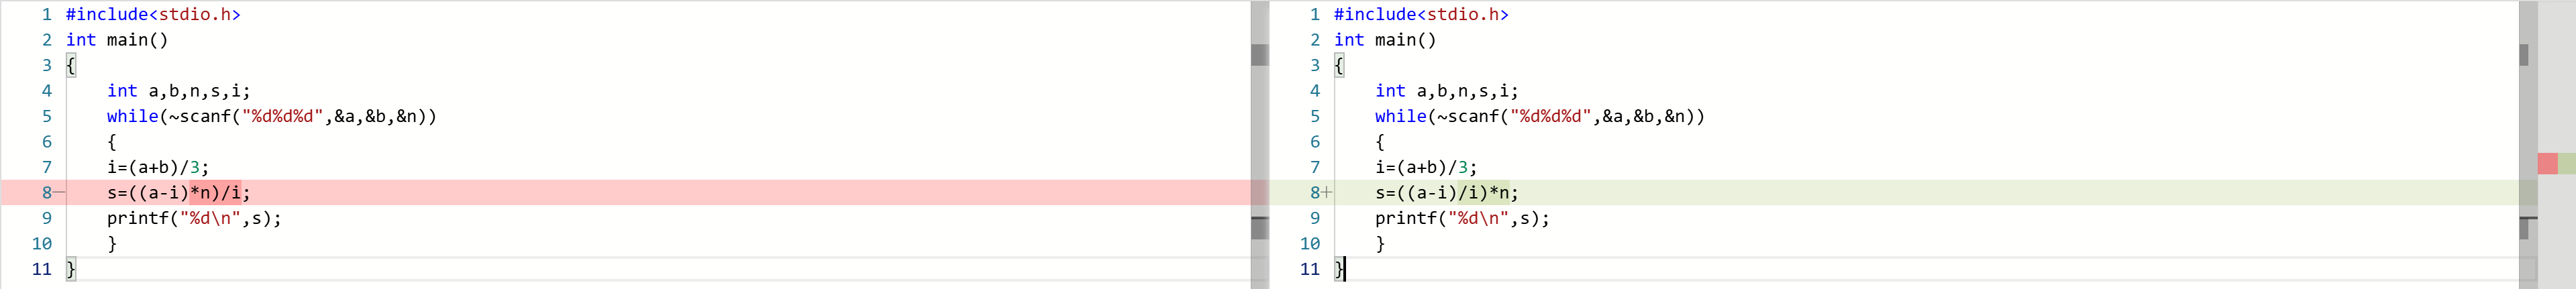 1 #include<stdio.h>
2 int main()
3 {
4 int a,b,n,s,i;
5 while(~scanf("%d%d%d",&a,&b,&n))
6 {
7 i=(a+b)/3;
8− s=((a-i)*n)/i;
9 printf("%d\n",s);
10 }
11 }
1 #include<stdio.h>
2 int main()
3 {
4 int a,b,n,s,i;
5 while(~scanf("%d%d%d",&a,&b,&n))
6 {
7 i=(a+b)/3;
8+ s=((a-i)/i)*n;
9 printf("%d\n",s);
10 }
11 }